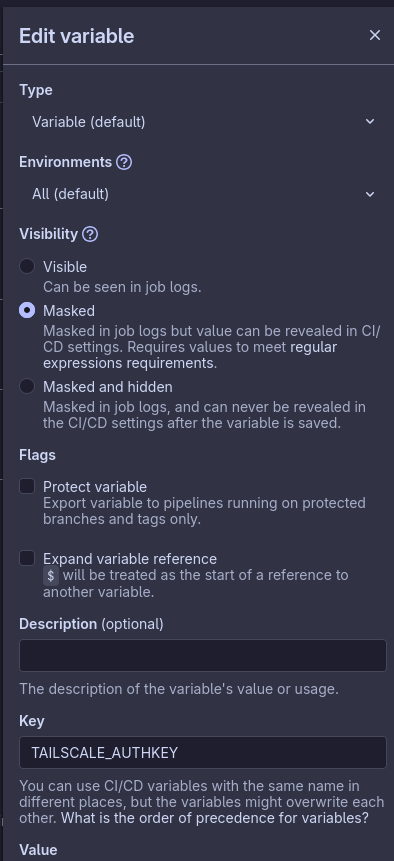 Edit variable
Type
Variable (default)
Environments
All (default)
Visibility
Visible
Can be seen in job logs.
Masked
Masked in job logs but value can be revealed in CI/
CD settings. Requires values to meet regular
expressions requirements.
Masked and hidden
Masked in job logs, and can never be revealed in
the CI/CD settings after the variable is saved.
Flags
Protect variable
Export variable to pipelines running on protected
branches and tags only.
Expand variable reference
$ will be treated as the start of a reference to
another variable.
Description (optional)
The description of the variable's value or usage.
Key
TAILSCALE_AUTHKEY
You can use CI/CD variables with the same name in
different places, but the variables might overwrite each
other. What is the order of precedence for variables?
Value